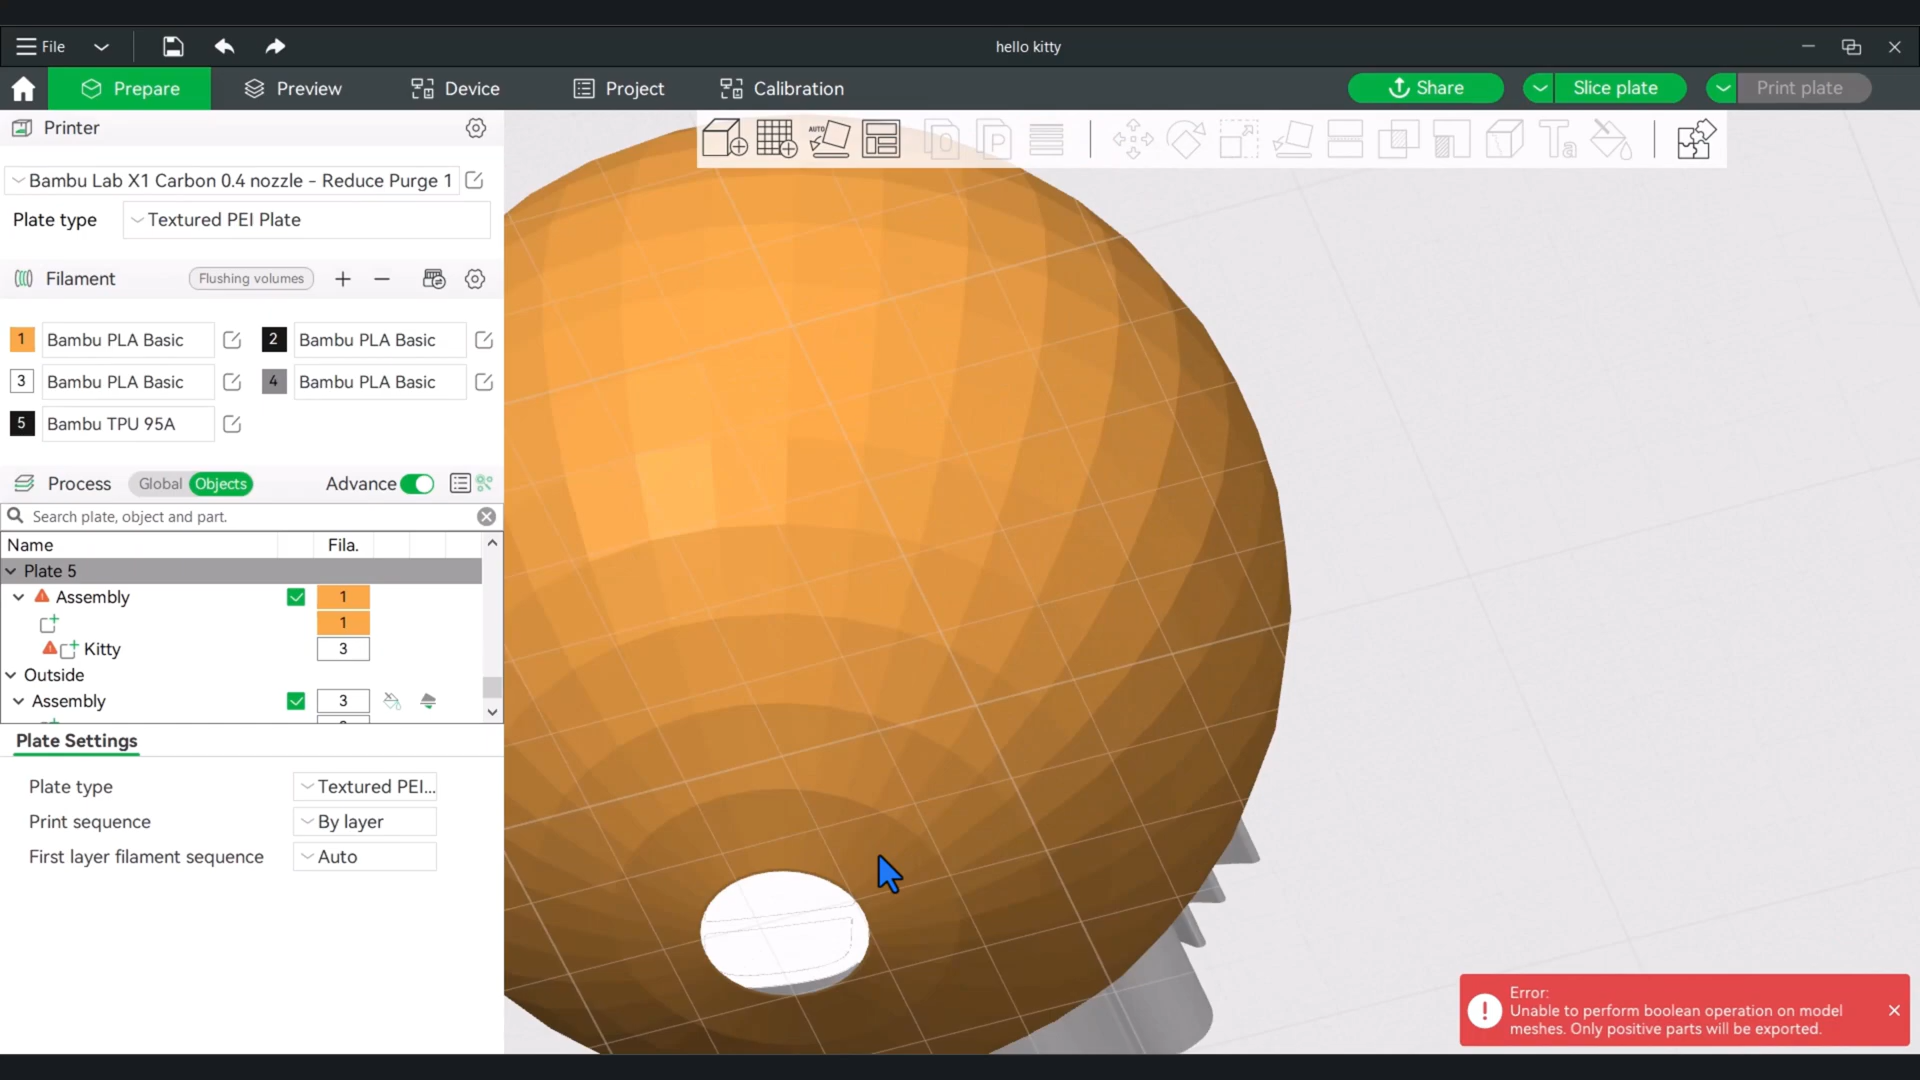 File
hello kitty
Prepare
Preview
Device
Project
Calibration
Share
Slice plate
Print plate
Printer
Bambu Lab X1 Carbon 0.4 nozzle - Reduce Purge 1
Plate type
Textured PEI Plate
Filament
Flushing volumes
1 Bambu PLA Basic
2 Bambu PLA Basic
3 Bambu PLA Basic
4 Bambu PLA Basic
5 Bambu TPU 95A
Process
Global
Objects
Advance
Search plate, object and part.
Name
Fila.
Plate 5
Assembly 1
1
Kitty 3
Outside
Assembly 3
Plate Settings
Plate type
Textured PEI...
Print sequence
By layer
First layer filament sequence
Auto
AUTO
0
P
Ta
Error:
Unable to perform boolean operation on model
meshes. Only positive parts will be exported.